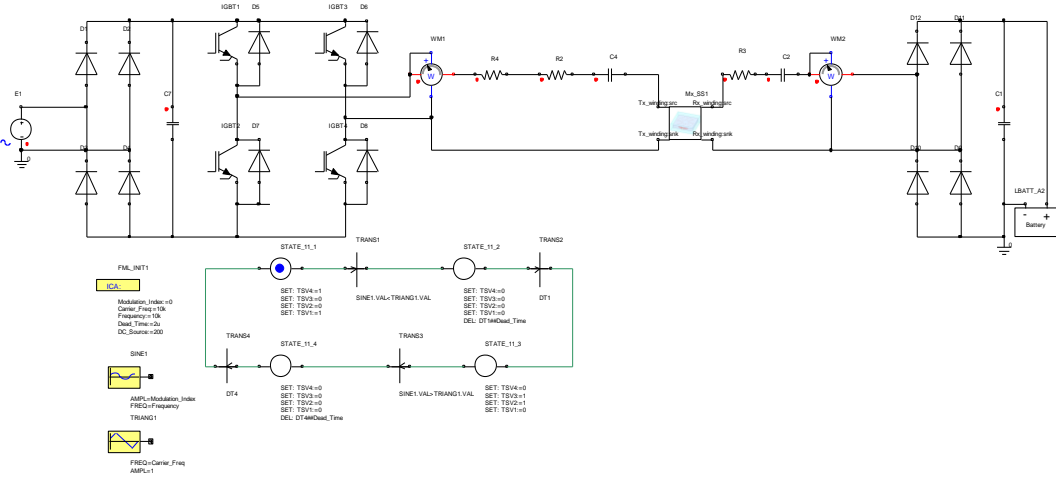 IGBT1 D5 IGBT3 D6
D1 D2 D12 D11
WM1 WM2
R4 R2 C4 R3 C2
W W
E1 C7 Mx_SS1 C1
Tx_winding:src Rx_winding:src
IGBT2 D7 IGBT4 D8
Tx_winding:snk Rx_winding:snk
0
LBATT_A2
- +
Battery
0
STATE_11_1 TRANS1 STATE_11_2 TRANS2
SET: TSV4:=1
SET: TSV3:=0
SET: TSV2:=0
SET: TSV1:=1
SINE1.VAL<TRIANG1.VAL
SET: TSV4:=0
SET: TSV3:=0
SET: TSV2:=0
SET: TSV1:=0
DEL: DT1##Dead_Time
DT1
FML_INIT1
ICA:
Modulation_Index:=0
Carrier_Freq:=10k
Frequency:=10k
Dead_Time:=2u
DC_Source:=200
TRANS4 STATE_11_4 TRANS3 STATE_11_3
DT4
SET: TSV4:=0
SET: TSV3:=0
SET: TSV2:=0
SET: TSV1:=0
DEL: DT4##Dead_Time
SINE1.VAL>TRIANG1.VAL
SET: TSV4:=0
SET: TSV3:=1
SET: TSV2:=1
SET: TSV1:=0
SINE1
AMPL=Modulation_Index
FREQ=Frequency
TRIANG1
FREQ=Carrier_Freq
AMPL=1